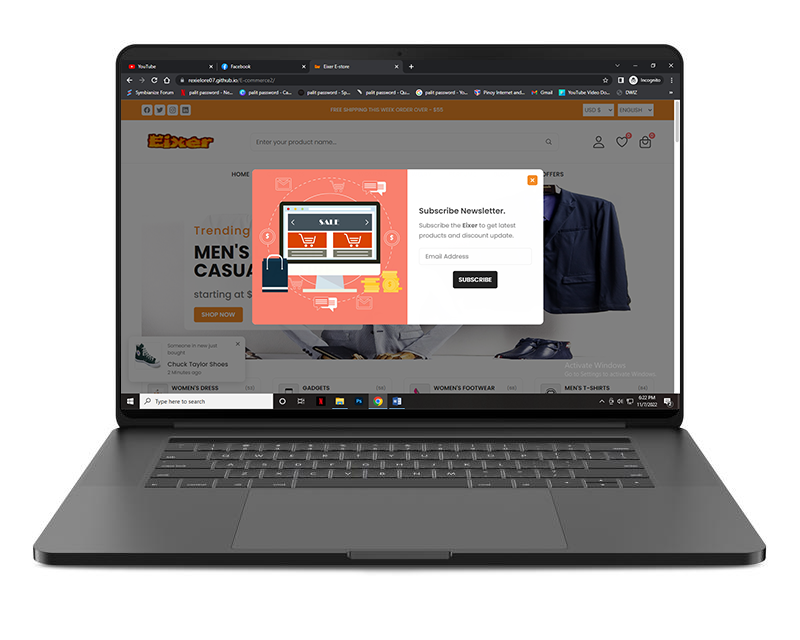 YouTube
Facebook
Eixer E-store
rexielore07.github.io/E-commerce2/
Incognito
Symbianize Forum
palit password - Ne...
palit password - Ca...
palit password - Sp...
palit password - Qu...
palit password - Yo...
Pinoy Internet and...
Gmail
YouTube Video Do...
DWIZ
FREE SHIPPING THIS WEEK ORDER OVER - $55
USD $
ENGLISH
Eixer
Enter your product name...
0
0
HOME
OFFERS
SALE
Subscribe Newsletter.
Subscribe the Eixer to get latest
products and discount update.
Email Address
SUBSCRIBE
Trending
MEN'S
CASUA
starting at $
SHOP NOW
Someone in new just
bought
Chuck Taylor Shoes
2 Minutes ago
Activate Windows
Go to Settings to activate Windows.
WOMEN'S DRESS
GADGETS
WOMEN'S FOOTWEAR
MEN'S T-SHIRTS
Type here to search
6:22 PM
11/7/2022